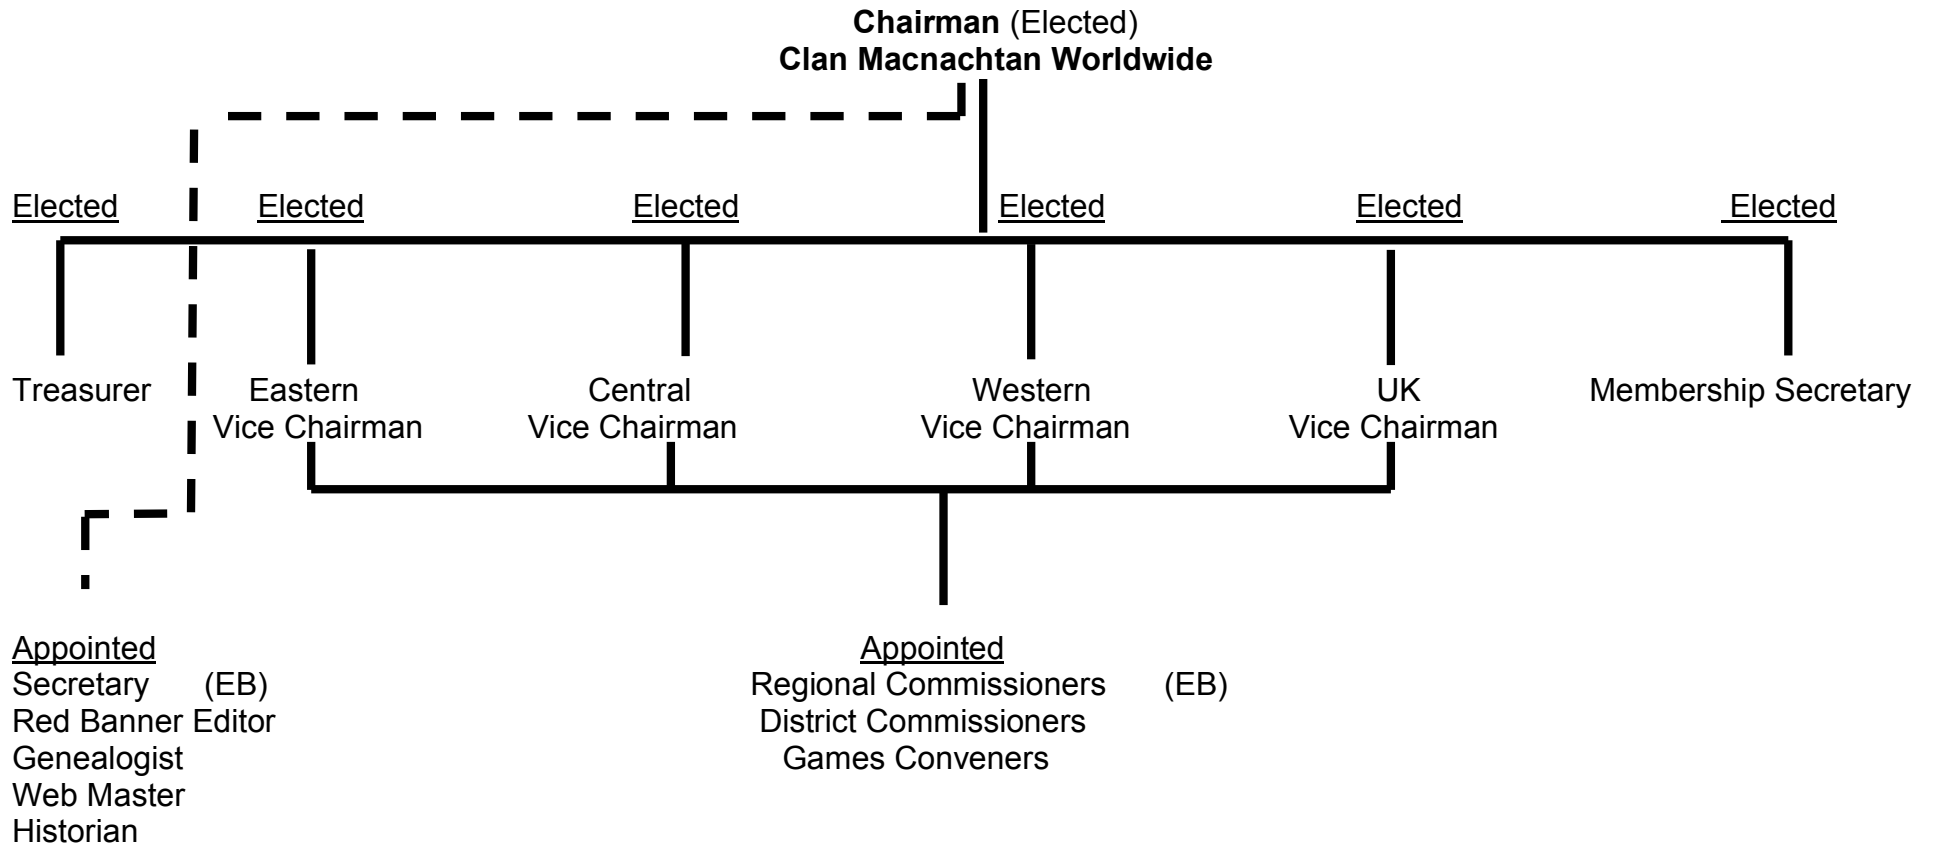 Chairman (Elected)
Clan Macnachtan Worldwide
Elected Elected Elected Elected Elected Elected
Treasurer Eastern Central Western UK Membership Secretary
Vice Chairman Vice Chairman Vice Chairman Vice Chairman
Appointed Appointed
Secretary (EB) Regional Commissioners (EB)
Red Banner Editor District Commissioners
Genealogist Games Conveners
Web Master
Historian